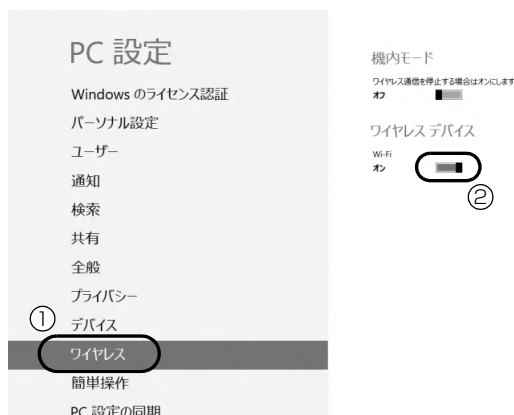 PC 設定
Windows のライセンス認証
パーソナル設定
ユーザー
通知
検索
共有
全般
プライバシー
①
デバイス
ワイヤレス
簡単操作
PC 設定の同期
機内モード
ワイヤレス通信を停止する場合はオンにします
オフ
ワイヤレス デバイス
Wi-Fi
オン
②